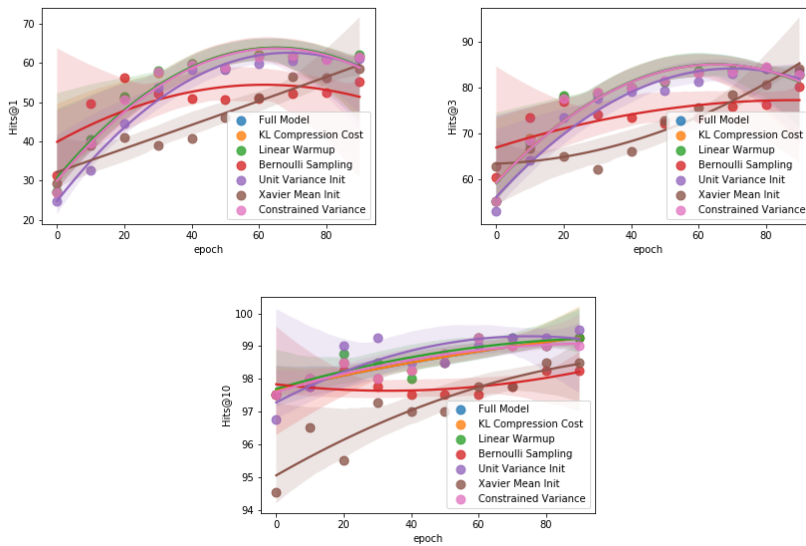 70
60
50
40
30
20
Hits@1
0
20
40
60
80
epoch
Full Model
KL Compression Cost
Linear Warmup
Bernoulli Sampling
Unit Variance Init
Xavier Mean Init
Constrained Variance
90
80
70
60
Hits@3
0
20
40
60
80
epoch
Full Model
KL Compression Cost
Linear Warmup
Bernoulli Sampling
Unit Variance Init
Xavier Mean Init
Constrained Variance
100
99
98
97
96
95
94
Hits@10
0
20
40
60
80
epoch
Full Model
KL Compression Cost
Linear Warmup
Bernoulli Sampling
Unit Variance Init
Xavier Mean Init
Constrained Variance